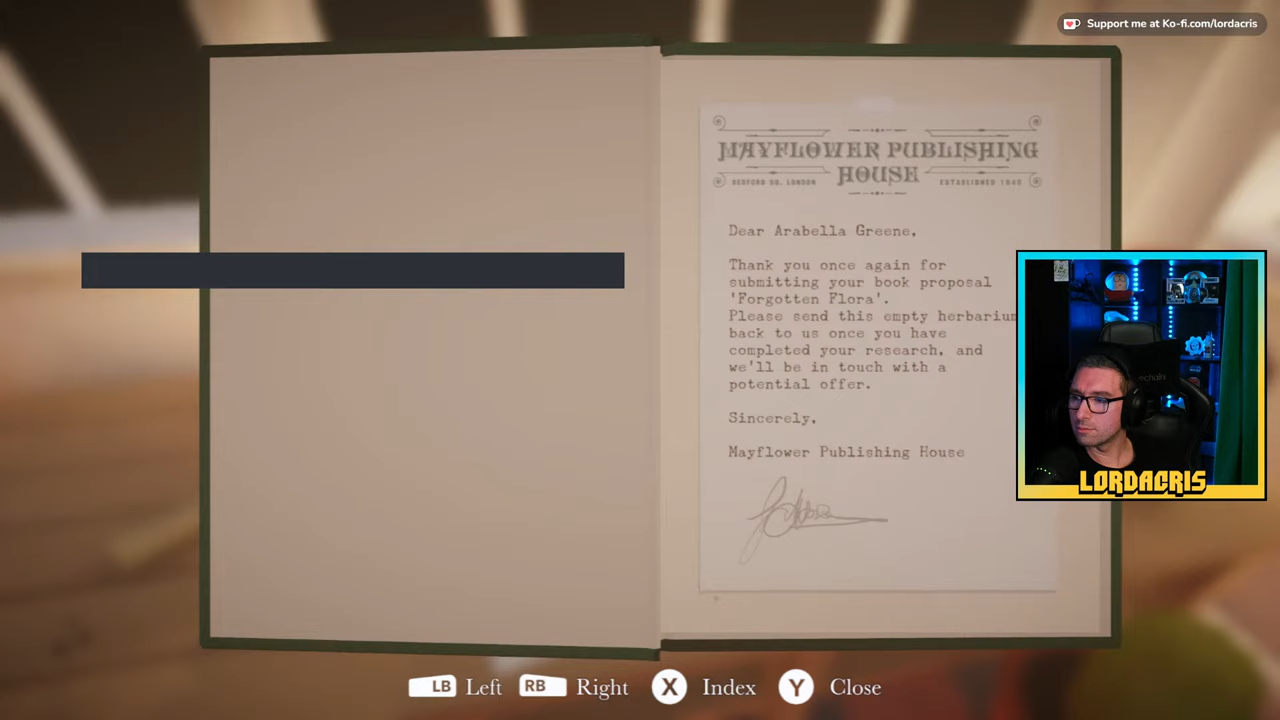 Support me at Ko-fi.com/lordacris
MAYFLOWER PUBLISHING
HOUSE
BEDFORD SQ. LONDON
ESTABLISHED 1845
Dear Arabella Greene,
Thank you once again for
submitting your book proposal
'Forgotten Flora'.
Please send this empty herbarium
back to us once you have
completed your research, and
we'll be in touch with a
potential offer.
Sincerely,
Mayflower Publishing House
LORDACRIS
LB Left RB Right X Index Y Close